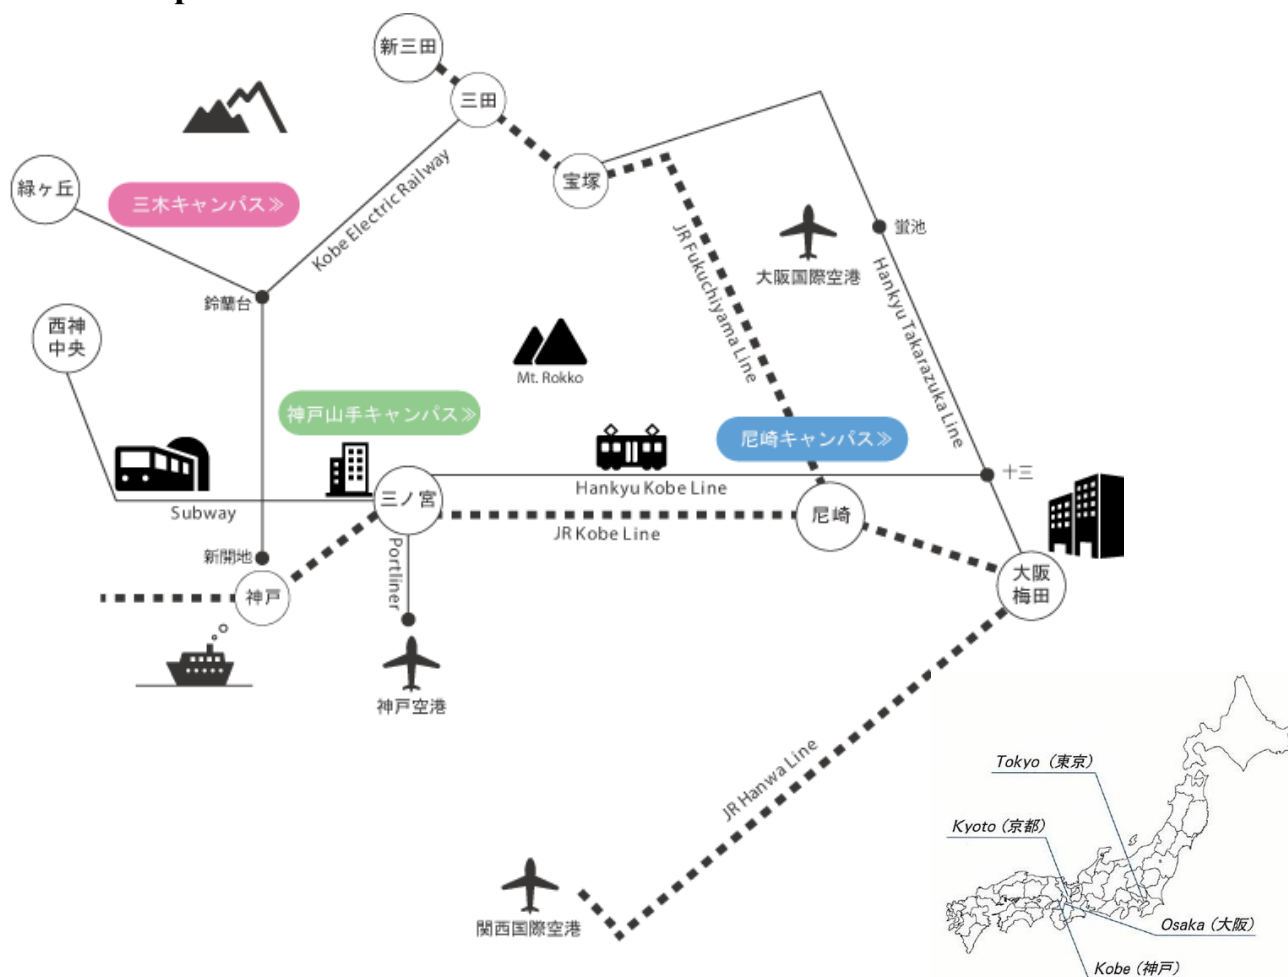 新三田
三田
宝塚
緑ヶ丘
三木キャンパス≫
Kobe Electric Railway
JR Fukuchiyama Line
大阪国際空港
蛍池
Hankyu Takarazuka Line
鈴蘭台
西神
中央
Mt. Rokko
神戸山手キャンパス≫
尼崎キャンパス≫
十三
Hankyu Kobe Line
三ノ宮
Subway
尼崎
JR Kobe Line
新開地
Portliner
神戸
大阪
梅田
神戸空港
JR Hanwa Line
関西国際空港
Tokyo (東京)
Kyoto (京都)
Osaka (大阪)
Kobe (神戸)